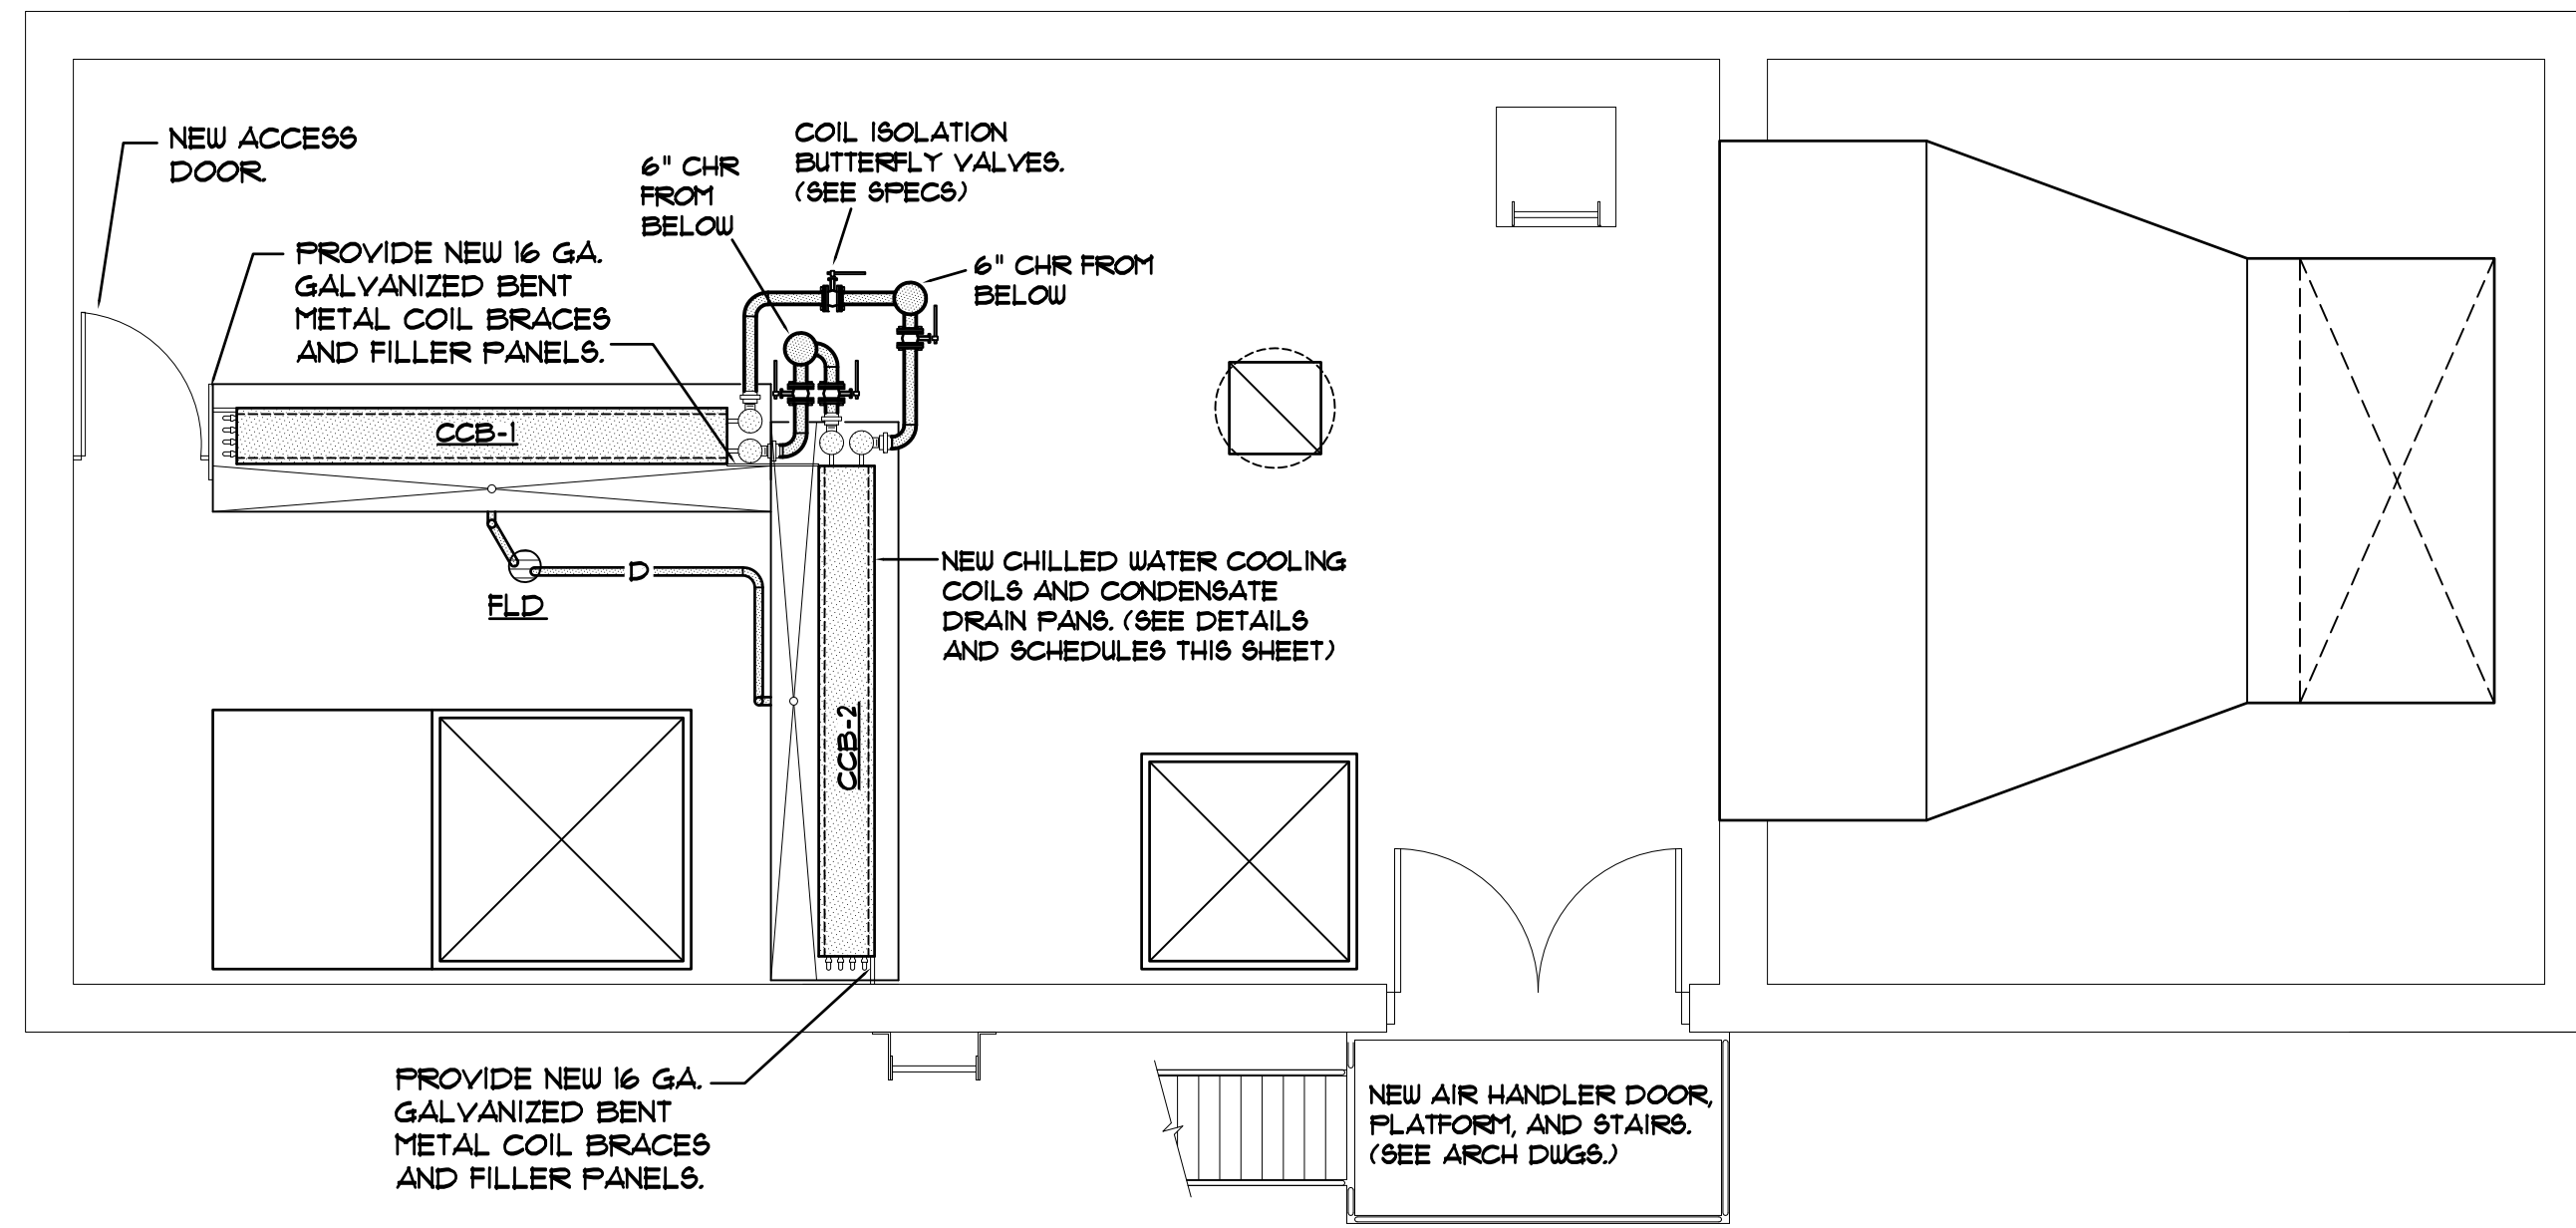 NEW ACCESS
DOOR.
PROVIDE NEW 16 GA.
GALVANIZED BENT
METAL COIL BRACES
AND FILLER PANELS.
6" CHR
FROM
BELOW
COIL ISOLATION
BUTTERFLY VALVES.
(SEE SPECS)
6" CHR FROM
BELOW
CCB-1
D
FLD
NEW CHILLED WATER COOLING
COILS AND CONDENSATE
DRAIN PANS. (SEE DETAILS
AND SCHEDULES THIS SHEET)
CCB-2
PROVIDE NEW 16 GA.
GALVANIZED BENT
METAL COIL BRACES
AND FILLER PANELS.
NEW AIR HANDLER DOOR,
PLATFORM, AND STAIRS.
(SEE ARCH DWGS.)